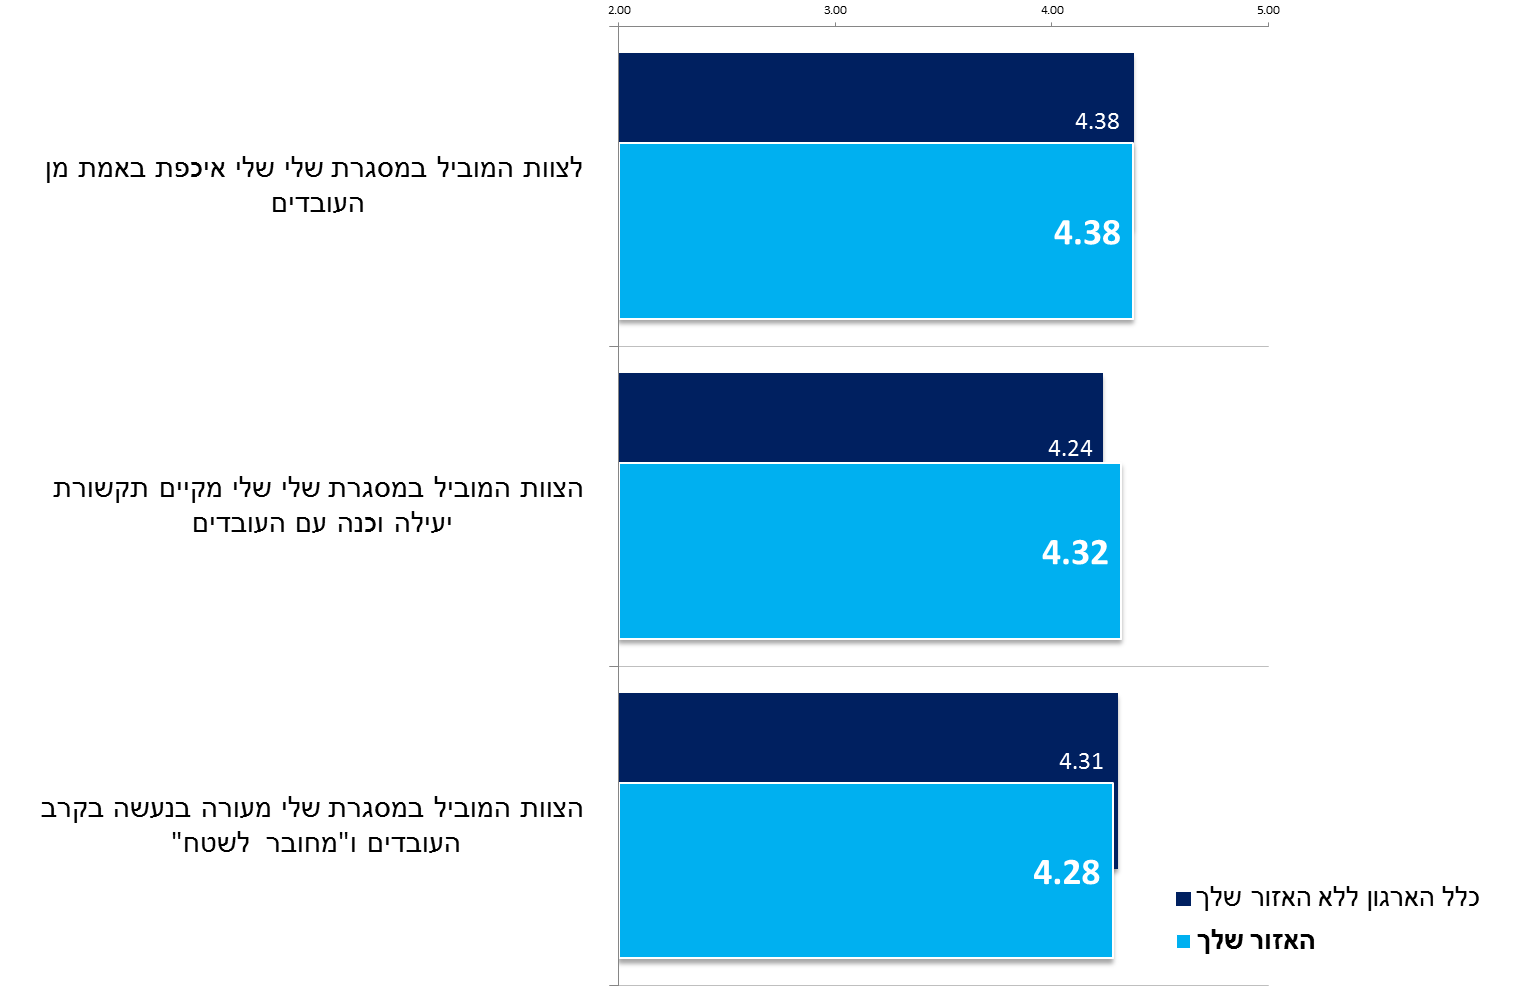 2.00 3.00 4.00 5.00
לצוות המוביל במסגרת שלי שלי איכפת באמת מן
העובדים
4.38
4.38
הצוות המוביל במסגרת שלי שלי מקיים תקשורת
יעילה וכנה עם העובדים
4.24
4.32
הצוות המוביל במסגרת שלי מעורה בנעשה בקרב
העובדים ו"מחובר לשטח"
4.31
4.28
כלל הארגון ללא האזור שלך
האזור שלך